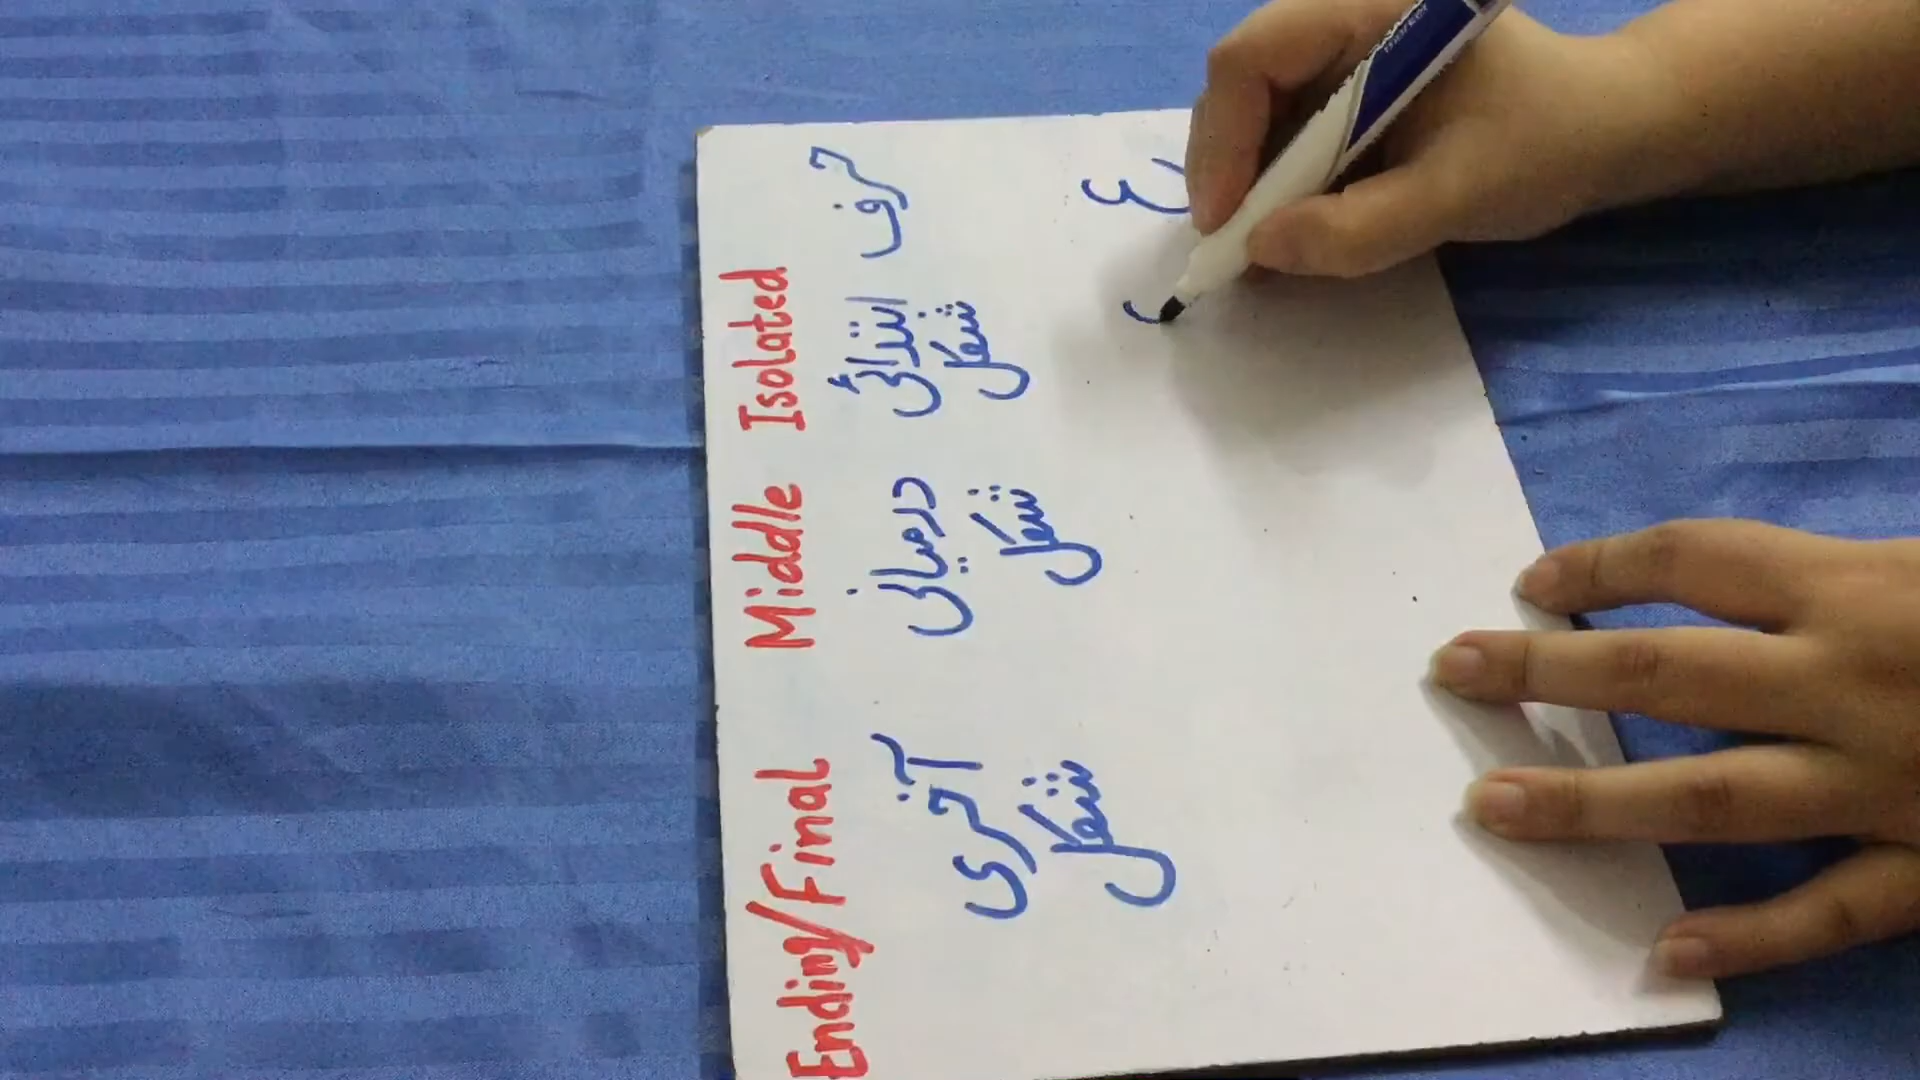 Ending/Final Middle Isolated
حرف ابتدائی شکل درمیانی شکل آخری شکل
ع